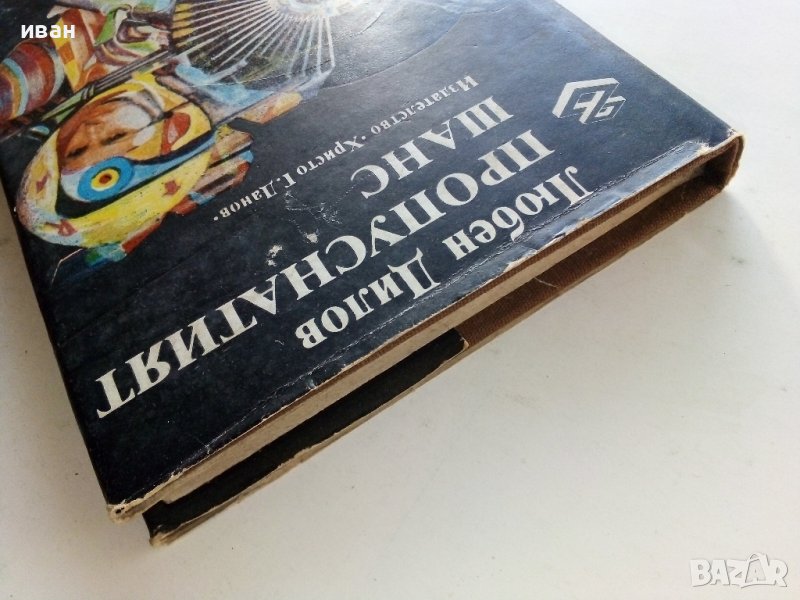 Любен Дилов
ПРОПУСНАТИЯТ
ШАНС
Издателство · Христо Г. Данов ·
иван
BAZAR